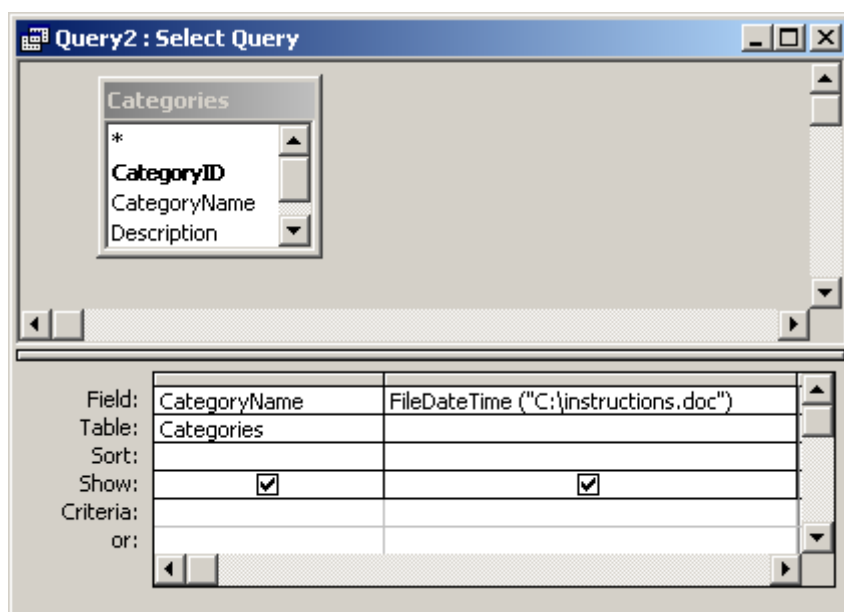 Query2 : Select Query
Categories
*
CategoryID
CategoryName
Description
Field: CategoryName FileDateTime ("C:\instructions.doc")
Table: Categories
Sort:
Show:
Criteria:
or: